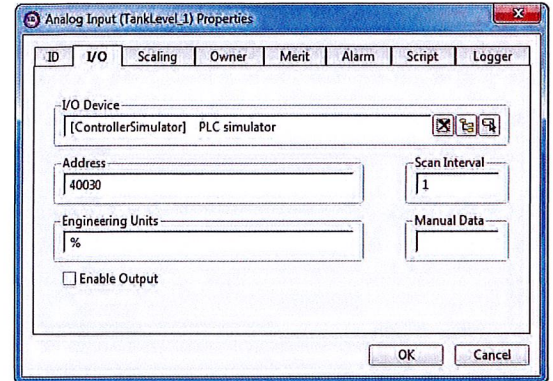 Analog Input (TankLevel_1) Properties
ID I/O Scaling Owner Merit Alarm Script Logger
I/O Device
[ControllerSimulator] PLC simulator
Address Scan Interval
40030 1
Engineering Units Manual Data
%
Enable Output
OK Cancel